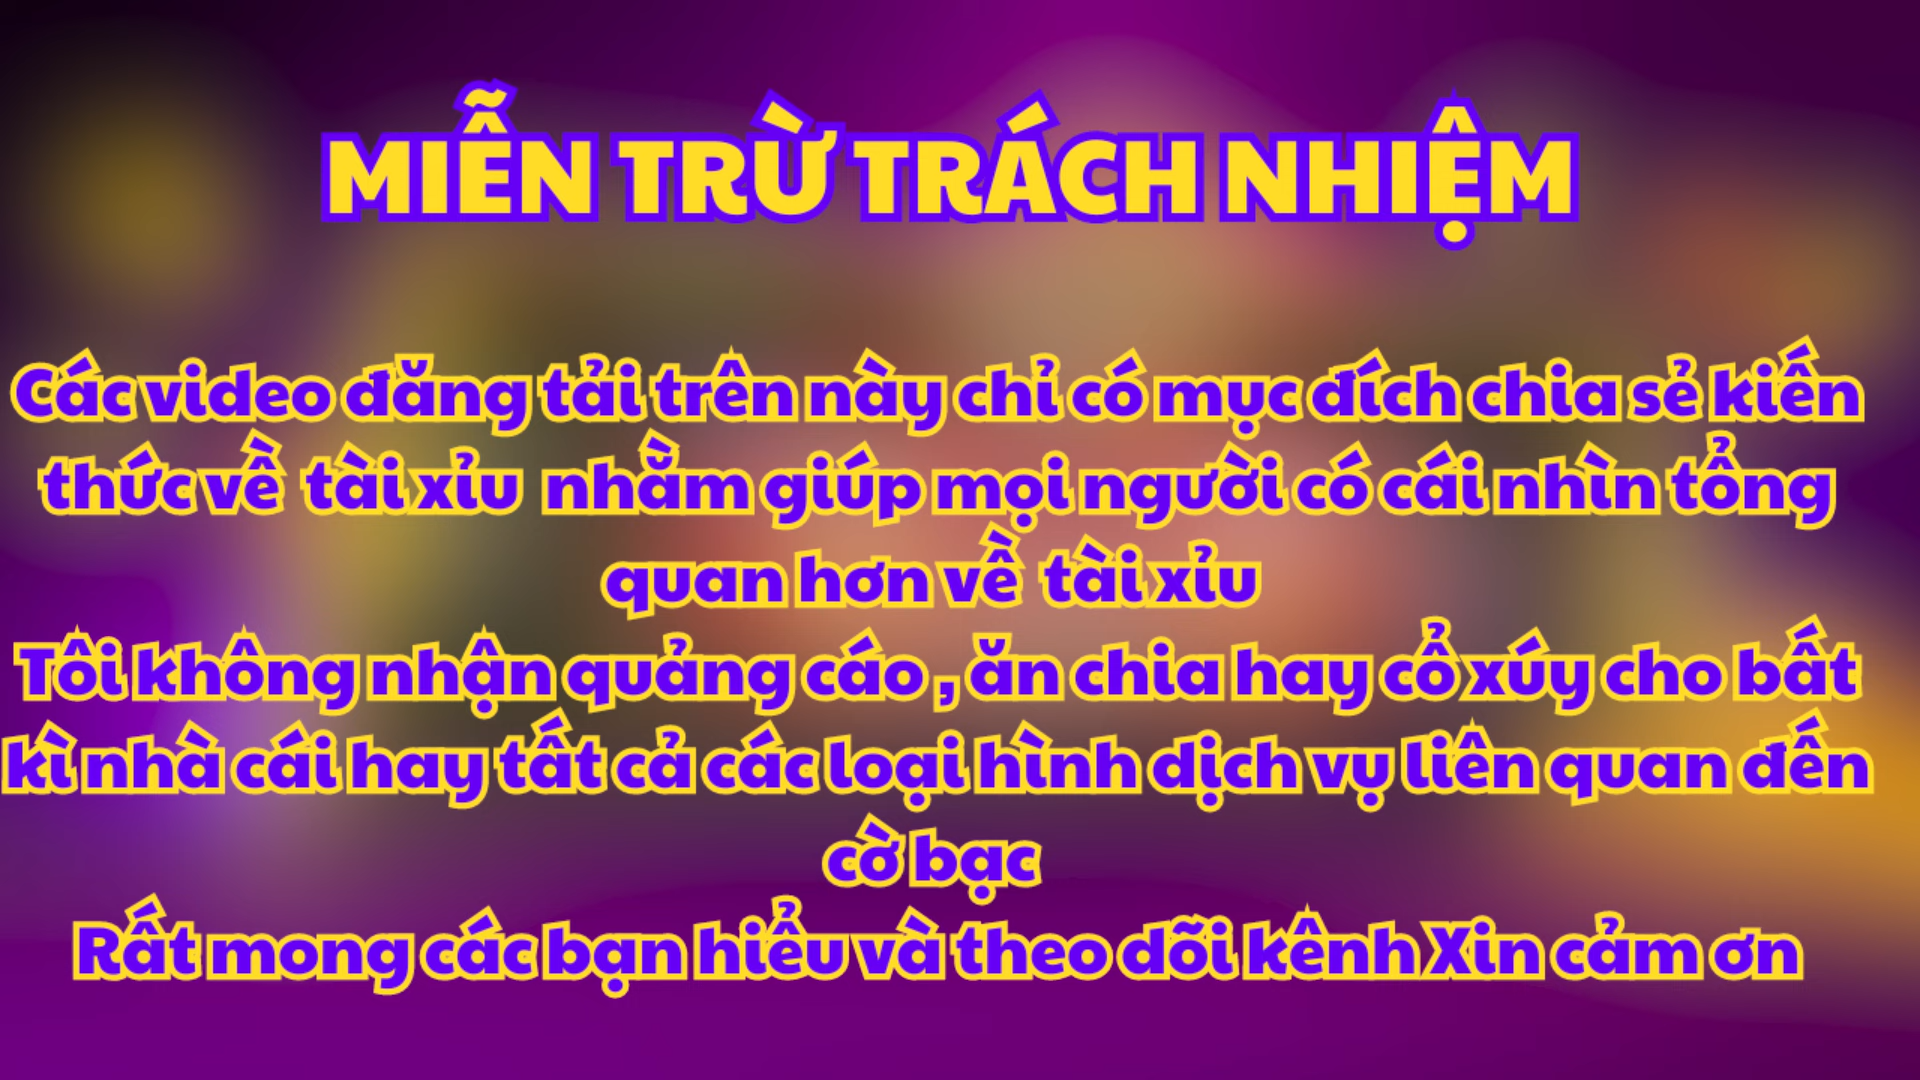 MIỄN TRỪ TRÁCH NHIỆM
Các video đăng tải trên này chỉ có mục đích chia sẻ kiến
thức về tài xỉu nhằm giúp mọi người có cái nhìn tổng
quan hơn về tài xỉu
Tôi không nhận quảng cáo , ăn chia hay cổ xúy cho bất
kì nhà cái hay tất cả các loại hình dịch vụ liên quan đến
cờ bạc
Rất mong các bạn hiểu và theo dõi kênh Xin cảm ơn